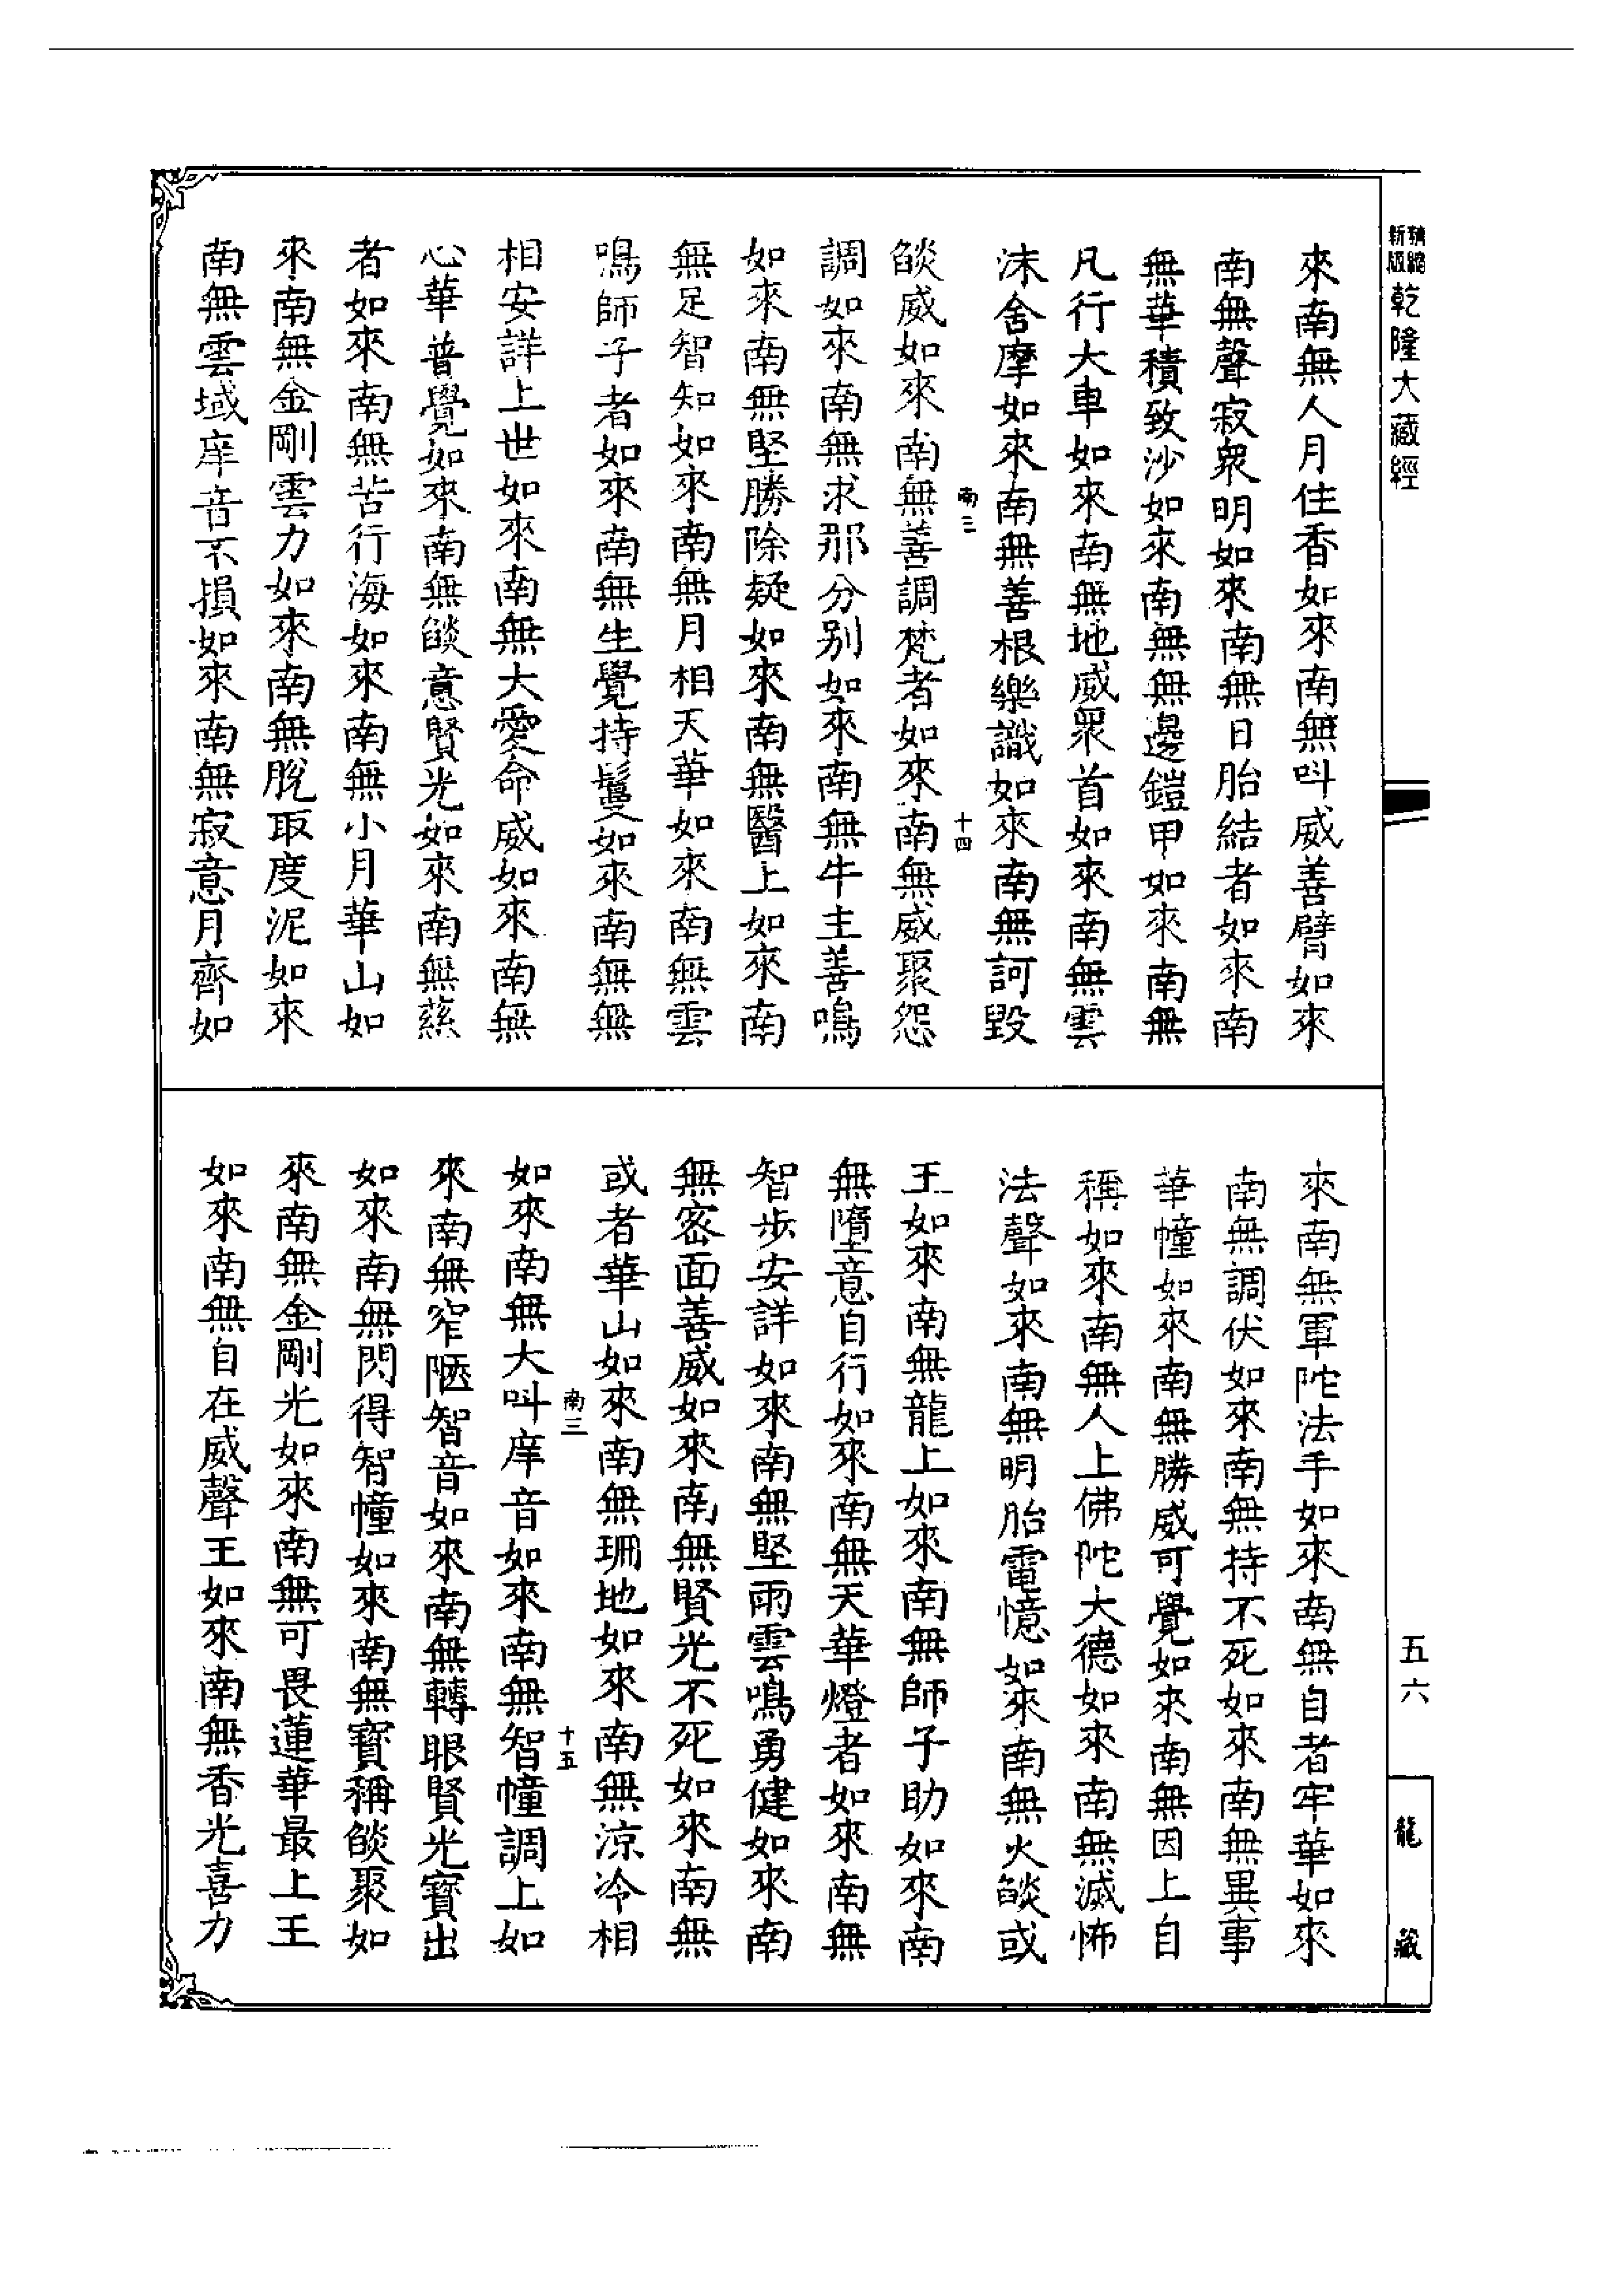 新版精縮乾隆大藏經
來南無人月住香如來南無叫威善臂如來
南無聲寂眾明如來南無日胎結者如來南
無華積致沙如來南無無邊鎧甲如來南無
凡行大車如來南無地威眾首如來南無雲
沫舍摩如來南無善根樂識如來南無訶毀
南三
十四
燄威如來南無善調梵者如來南無威聚怨
調如來南無求那分別如來南無牛主善鳴
如來南無堅勝除疑如來南無醫上如來南
無足智知如來南無月相天華如來南無雲
鳴師子者如來南無生覺持鬘如來南無無
相安詳上世如來南無大愛命威如來南無
心華普覺如來南無燄意賢光如來南無慈
者如來南無苦行海如來南無小月華山如
來南無金剛雲力如來南無脫取度泥如來
南無雲域庠音不損如來南無寂意月齊如
來南無軍陀法手如來南無自者牢華如來
南無調伏如來南無持不死如來南無異事
華幢如來南無勝威可覺如來南無因上自
稱如來南無人上佛陀大德如來南無滅怖
法聲如來南無明胎電憶如來南無火燄或
王如來南無龍上如來南無師子助如來南
無墮意自行如來南無天華燈者如來南無
智步安詳如來南無堅雨雲鳴勇健如來南
無密面善威如來南無賢光不死如來南無
或者華山如來南無珊地如來南無涼冷相
南三
十五
如來南無大叫庠音如來南無智幢調上如
來南無窄陋智音如來南無轉眼賢光寶出
如來南無閃得智幢如來南無寶稱燄聚如
來南無金剛光如來南無可畏蓮華最上王
如來南無自在威聲王如來南無香光喜力
五六
龍藏